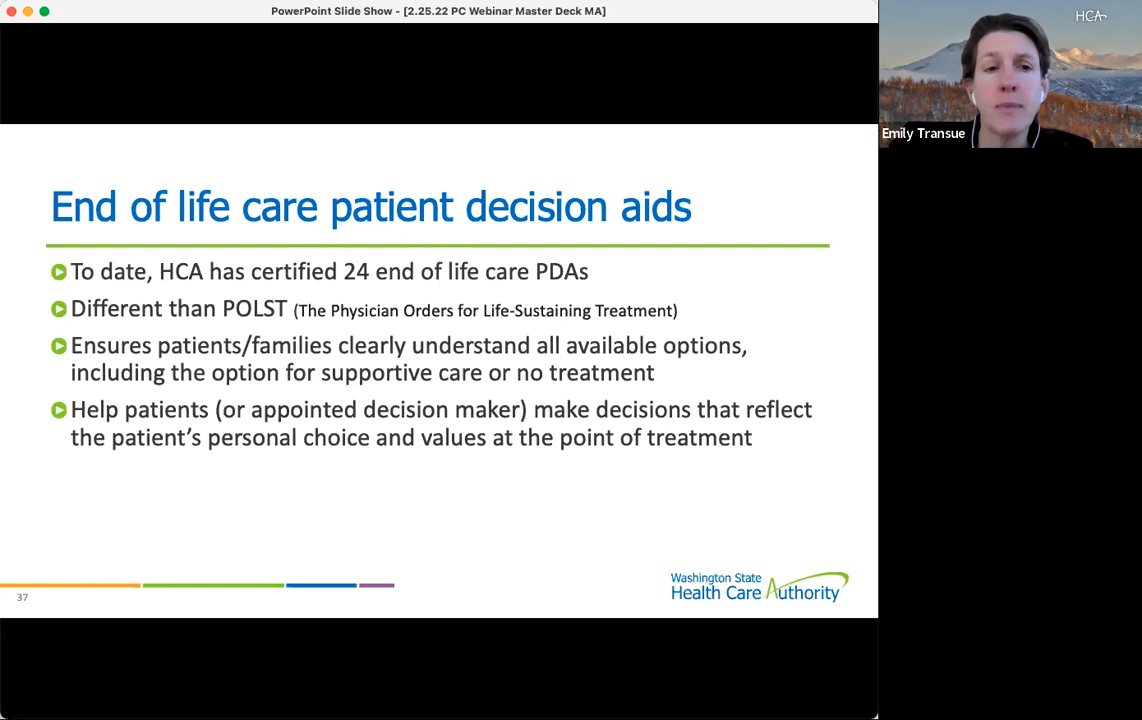 PowerPoint Slide Show - [2.25.22 PC Webinar Master Deck MA]
HCA
Emily Transue
End of life care patient decision aids
To date, HCA has certified 24 end of life care PDAs
Different than POLST (The Physician Orders for Life-Sustaining Treatment)
Ensures patients/families clearly understand all available options,
including the option for supportive care or no treatment
Help patients (or appointed decision maker) make decisions that reflect
the patient’s personal choice and values at the point of treatment
37
Washington State
Health Care Authority